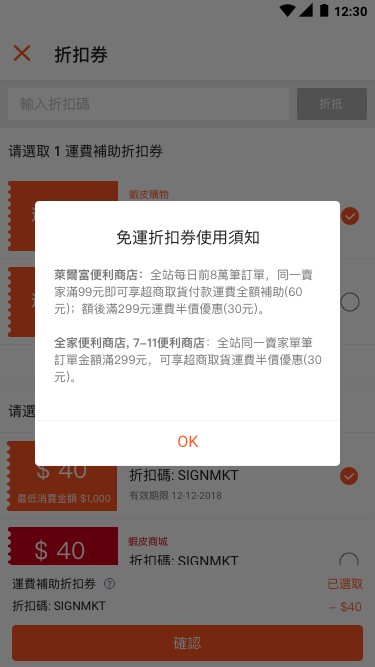 12:30
折扣券
輸入折扣碼
折抵
请選取 1 運費補助折扣券
蝦皮購物
免運折扣券使用須知
萊爾富便利商店：全站每日前8萬筆訂單，同一賣
家滿99元即可享超商取貨付款運費全額補助(60
元)；額後滿299元運費半價優惠(30元)。
全家便利商店, 7–11便利商店：全站同一賣家單筆
訂單金額滿299元，可享超商取貨運費半價優惠(30
元)。
OK
请選
$ 40
最低消費金額 $1,000
折扣碼: SIGNMKT
有效期限 12-12-2018
$ 40
蝦皮商城
折扣碼: SIGNMKT
運費補助折扣券 ?
已選取
折扣碼: SIGNMKT
– $40
確認